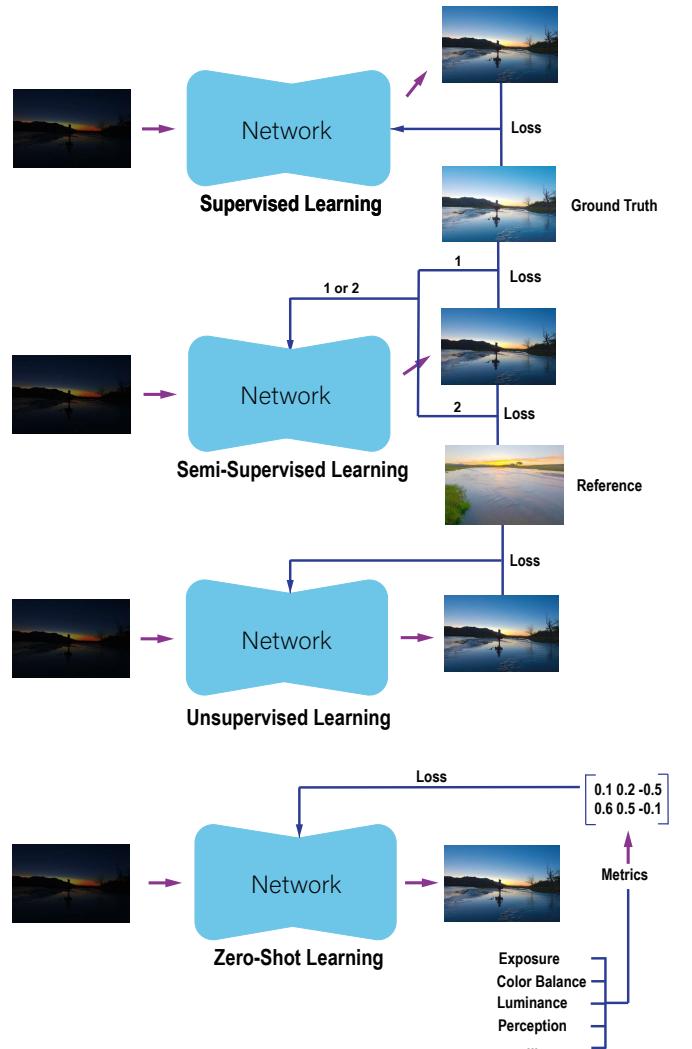 Network
Loss
Supervised Learning
Ground Truth
1
Loss
1 or 2
Network
2
Loss
Semi-Supervised Learning
Reference
Loss
Network
Unsupervised Learning
Loss
0.1 0.2 -0.5
0.6 0.5 -0.1
Metrics
Network
Zero-Shot Learning
Exposure
Color Balance
Luminance
Perception
...